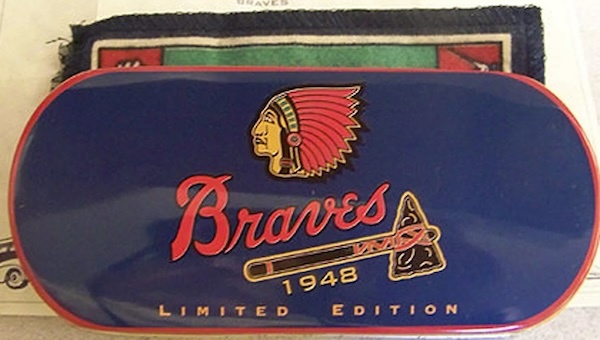 BRAVES
Braves
1948
LIMITED EDITION